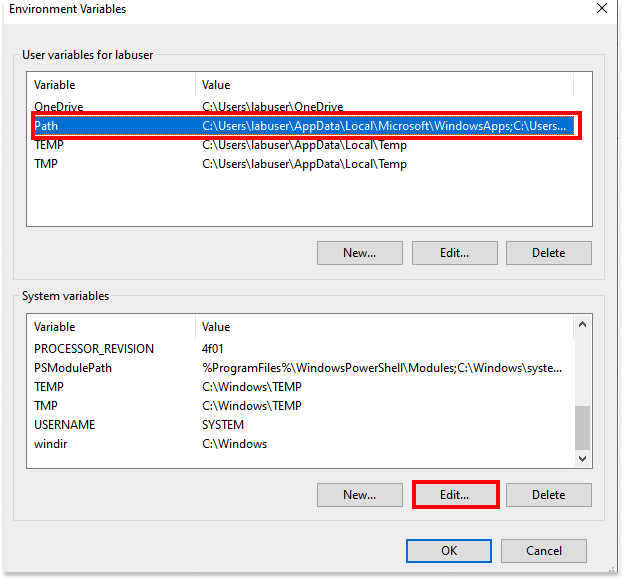 Environment Variables
User variables for labuser
Variable Value
OneDrive C:\Users\labuser\OneDrive
Path C:\Users\labuser\AppData\Local\Microsoft\WindowsApps;C:\Users...
TEMP C:\Users\labuser\AppData\Local\Temp
TMP C:\Users\labuser\AppData\Local\Temp
New... Edit... Delete
System variables
Variable Value
PROCESSOR_REVISION 4f01
PSModulePath %ProgramFiles%\WindowsPowerShell\Modules;C:\Windows\syste...
TEMP C:\Windows\TEMP
TMP C:\Windows\TEMP
USERNAME SYSTEM
windir C:\Windows
New... Edit... Delete
OK Cancel